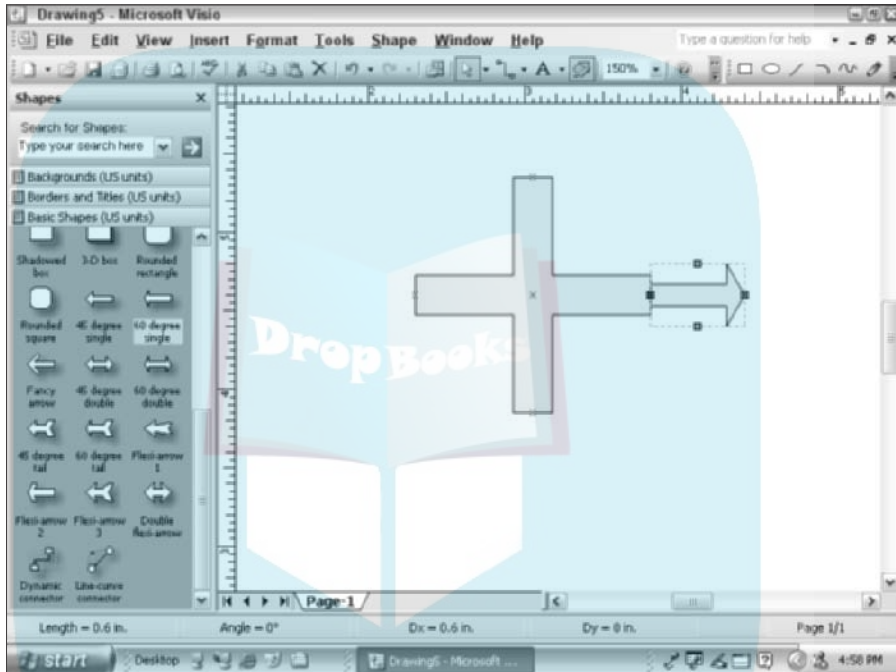 Drawing5 - Microsoft Visio
File Edit View Insert Format Tools Shape Window Help Type a question for help
150%
Shapes
Search for Shapes:
Type your search here
Backgrounds (US units)
Borders and Titles (US units)
Basic Shapes (US units)
Shadowed box 3-D box Rounded rectangle
Rounded square 45 degree single 60 degree single
Fancy arrow 45 degree double 60 degree double
45 degree tail 60 degree tail Flexi-arrow 1
Flexi-arrow 2 Flexi-arrow 3 Double flexi-arrow
Dynamic connector Line-curve connector
DropBooks
Page-1
Length = 0.6 in. Angle = 0° Dx = 0.6 in. Dy = 0 in. Page 1/1
start Desktop Drawing5 - Microsoft ... 4:58 PM